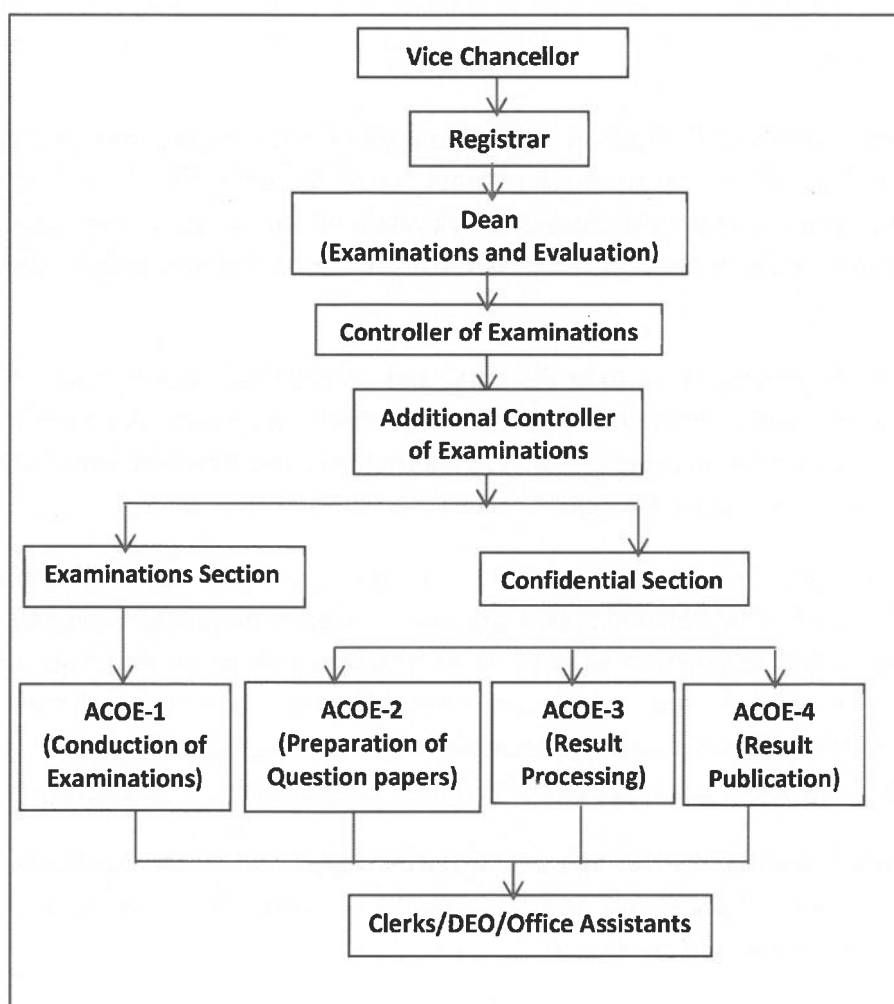 Vice Chancellor
Registrar
Dean
(Examinations and Evaluation)
Controller of Examinations
Additional Controller
of Examinations
Examinations Section
Confidential Section
ACOE-1
(Conduction of
Examinations)
ACOE-2
(Preparation of
Question papers)
ACOE-3
(Result
Processing)
ACOE-4
(Result
Publication)
Clerks/DEO/Office Assistants